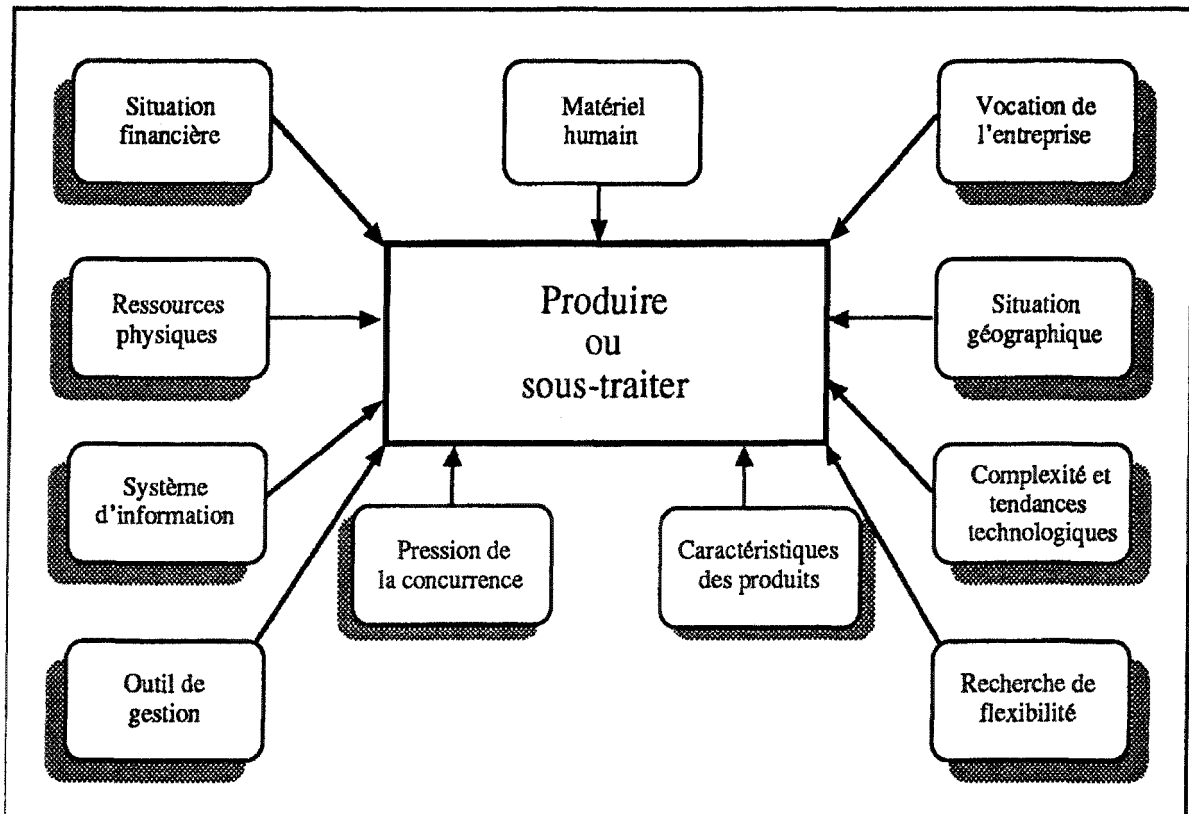 Situation
financière
Matériel
humain
Vocation de
l'entreprise
Ressources
physiques
Produire
ou
sous-traiter
Situation
géographique
Système
d'information
Pression de
la concurrence
Caractéristiques
des produits
Complexité et
tendances
technologiques
Outil de
gestion
Recherche de
flexibilité